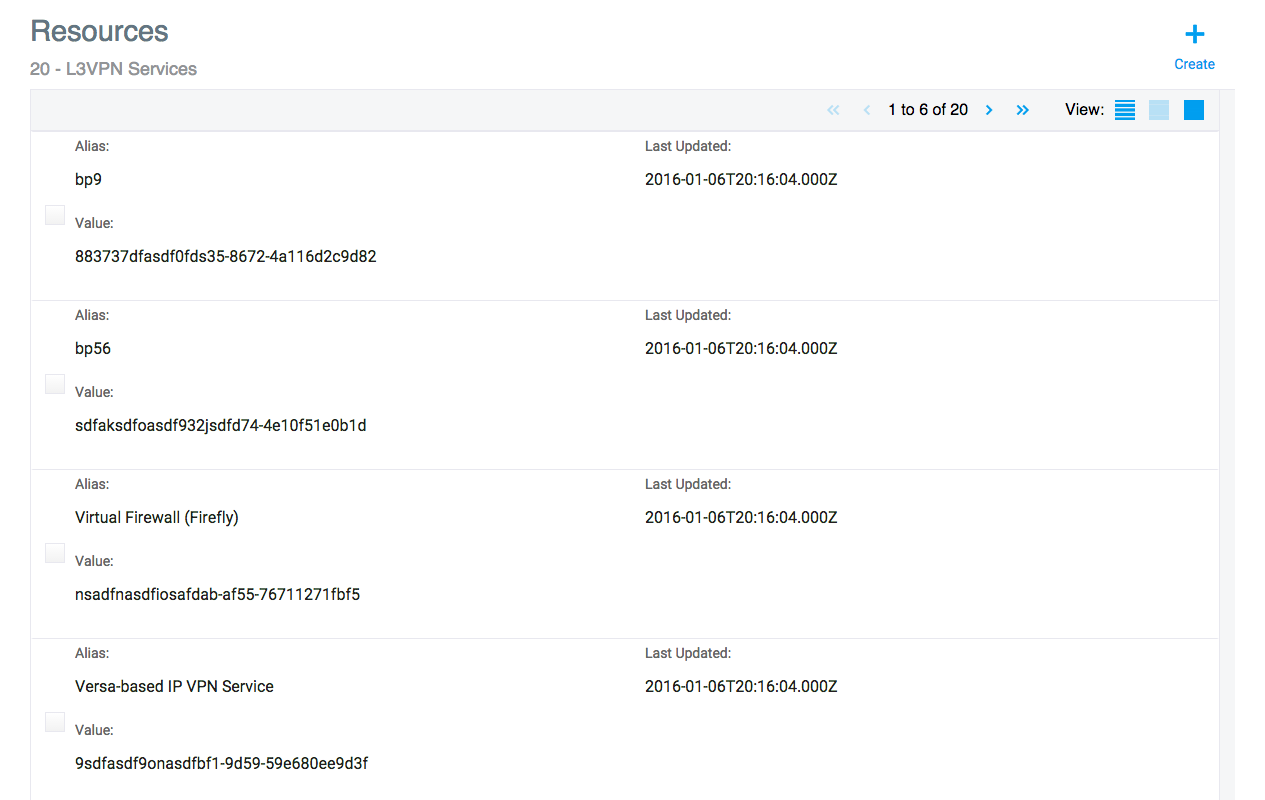 Resources
Create
20 - L3VPN Services
1 to 6 of 20 View:
Alias: Last Updated:
bp9 2016-01-06T20:16:04.000Z
Value:
883737dfasdf0fds35-8672-4a116d2c9d82
Alias: Last Updated:
bp56 2016-01-06T20:16:04.000Z
Value:
sdfaksdfoasdf932jsdfd74-4e10f51e0b1d
Alias: Last Updated:
Virtual Firewall (Firefly) 2016-01-06T20:16:04.000Z
Value:
nsadfnasdfiosafdab-af55-76711271fbf5
Alias: Last Updated:
Versa-based IP VPN Service 2016-01-06T20:16:04.000Z
Value:
9sdfasdf9onasdfbf1-9d59-59e680ee9d3f